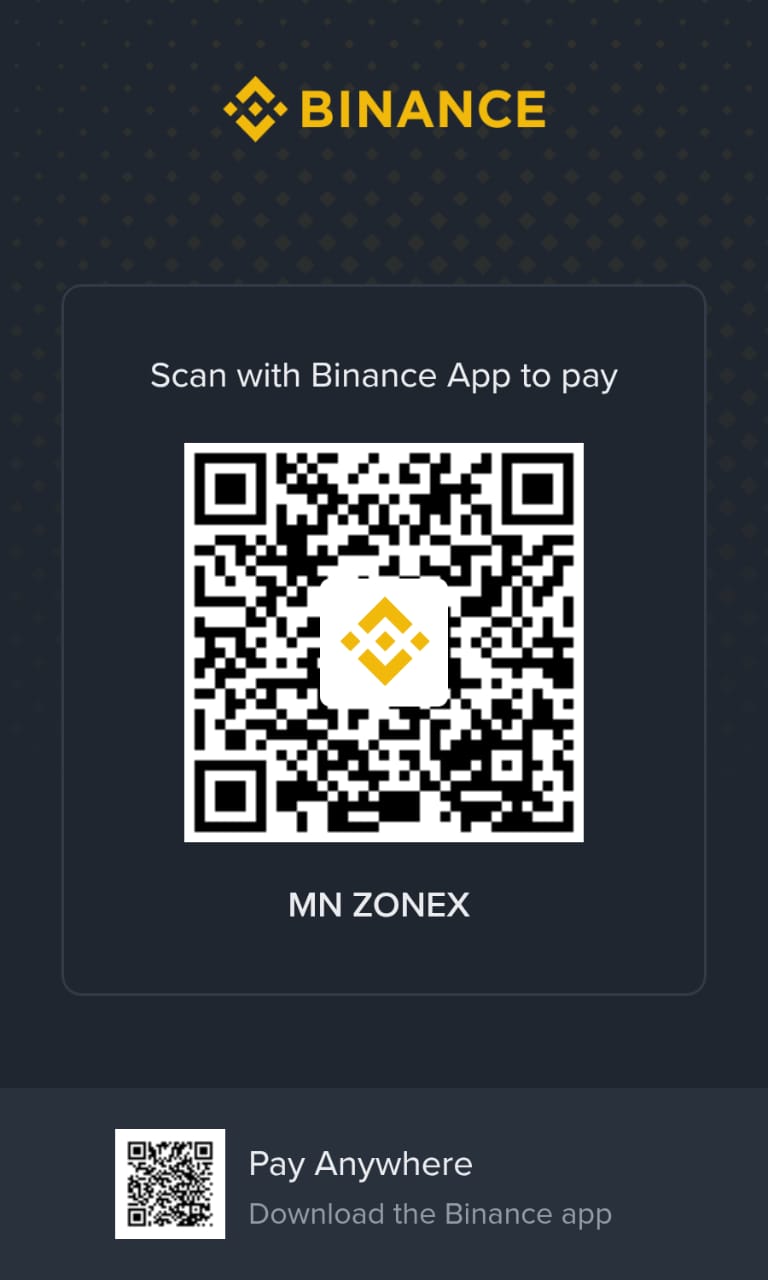 BINANCE
Scan with Binance App to pay
MN ZONEX
Pay Anywhere
Download the Binance app